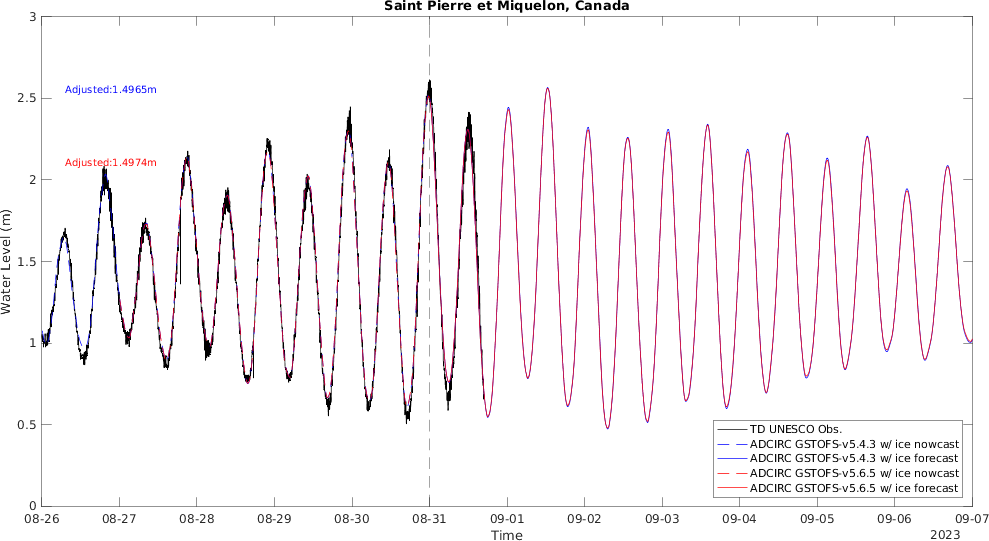 Saint Pierre et Miquelon, Canada
3
2.5
2
1.5
1
0.5
0
Water Level (m)
Adjusted:1.4965m
Adjusted:1.4974m
TD UNESCO Obs.
ADCIRC GSTOFS-v5.4.3 w/ ice nowcast
ADCIRC GSTOFS-v5.4.3 w/ ice forecast
ADCIRC GSTOFS-v5.6.5 w/ ice nowcast
ADCIRC GSTOFS-v5.6.5 w/ ice forecast
08-26 08-27 08-28 08-29 08-30 08-31 09-01 09-02 09-03 09-04 09-05 09-06 09-07
Time
2023